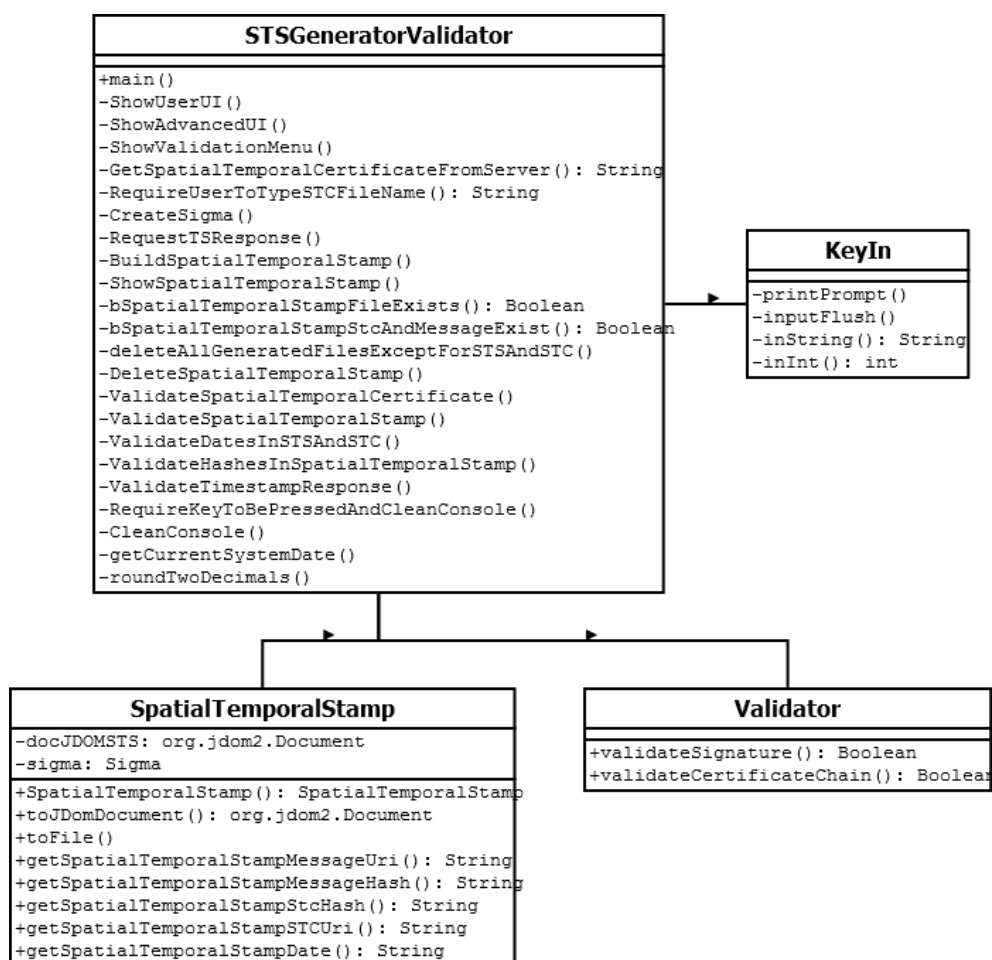 STSGeneratorValidator
+main()
-ShowUserUI()
-ShowAdvancedUI()
-ShowValidationMenu()
-GetSpatialTemporalCertificateFromServer(): String
-RequireUserToTypeSTCFileName(): String
-CreateSigma()
-RequestTSResponse()
-BuildSpatialTemporalStamp()
-ShowSpatialTemporalStamp()
-bSpatialTemporalStampFileExists(): Boolean
-bSpatialTemporalStampStcAndMessageExist(): Boolean
-deleteAllGeneratedFilesExceptForSTSAndSTC()
-DeleteSpatialTemporalStamp()
-ValidateSpatialTemporalCertificate()
-ValidateSpatialTemporalStamp()
-ValidateDatesInSTSAndSTC()
-ValidateHashesInSpatialTemporalStamp()
-ValidateTimestampResponse()
-RequireKeyToBePressedAndCleanConsole()
-CleanConsole()
-getCurrentSystemDate()
-roundTwoDecimals()
KeyIn
-printPrompt()
-inputFlush()
-inString(): String
-inInt(): int
SpatialTemporalStamp
-docJDOMSTS: org.jdom2.Document
-sigma: Sigma
+SpatialTemporalStamp(): SpatialTemporalStamp
+toJDomDocument(): org.jdom2.Document
+toFile()
+getSpatialTemporalStampMessageUri(): String
+getSpatialTemporalStampMessageHash(): String
+getSpatialTemporalStampStcHash(): String
+getSpatialTemporalStampSTCUri(): String
+getSpatialTemporalStampDate(): String
Validator
+validateSignature(): Boolean
+validateCertificateChain(): Boolean